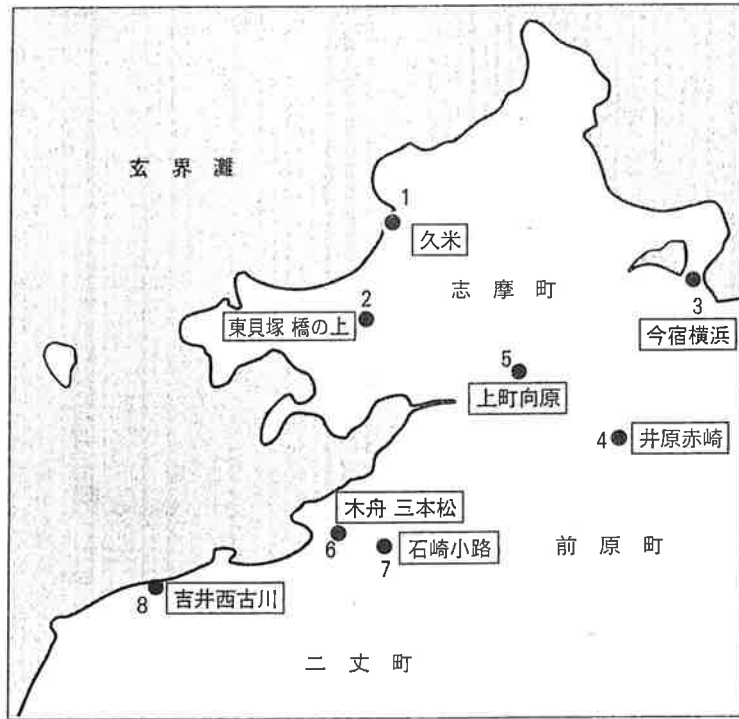 玄界灘
1
久米
志摩町
2
東貝塚 橋の上
3
今宿横浜
5
上町向原
4
井原赤崎
木舟 三本松
6
石崎小路
7
前原町
8
吉井西古川
二丈町